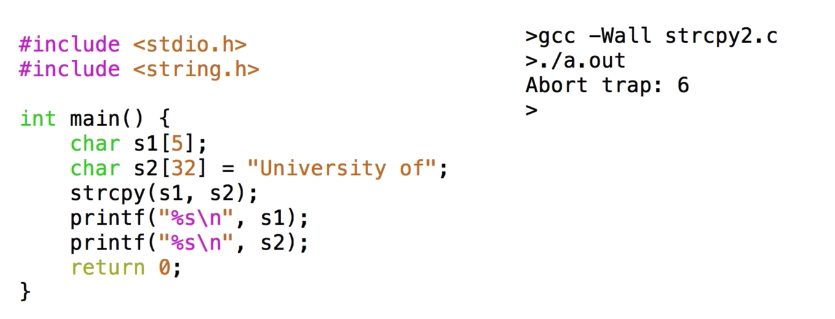 #include <stdio.h>
#include <string.h>
int main() {
    char s1[5];
    char s2[32] = "University of";
    strcpy(s1, s2);
    printf("%s\n", s1);
    printf("%s\n", s2);
    return 0;
}
>gcc -Wall strcpy2.c
>./a.out
Abort trap: 6
>